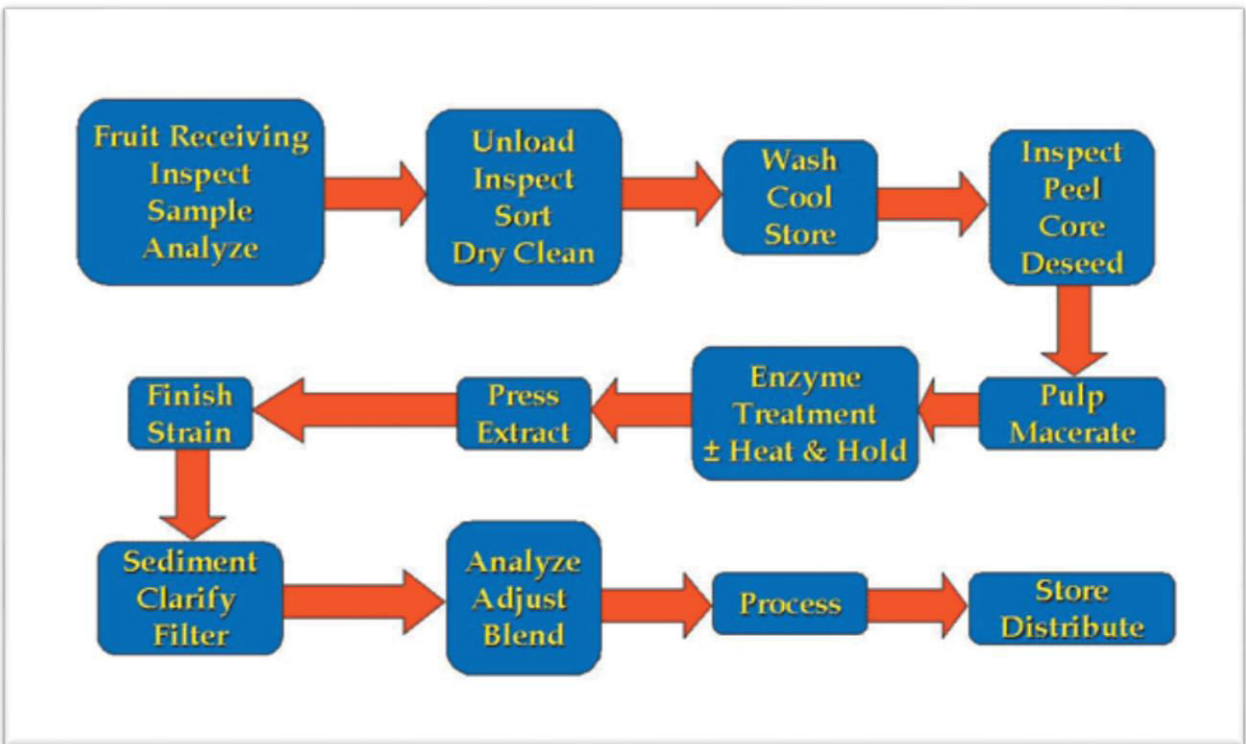 Fruit Receiving
Inspect
Sample
Analyze
Unload
Inspect
Sort
Dry Clean
Wash
Cool
Store
Inspect
Peel
Core
Deseed
Pulp
Macerate
Enzyme
Treatment
± Heat & Hold
Press
Extract
Finish
Strain
Sediment
Clarify
Filter
Analyze
Adjust
Blend
Process
Store
Distribute